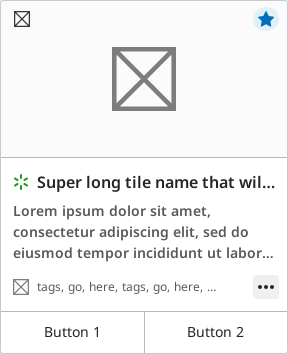 Super long tile name that wil...
Lorem ipsum dolor sit amet,
consectetur adipiscing elit, sed do
eiusmod tempor incididunt ut labor...
tags, go, here, tags, go, here, ...
Button 1
Button 2